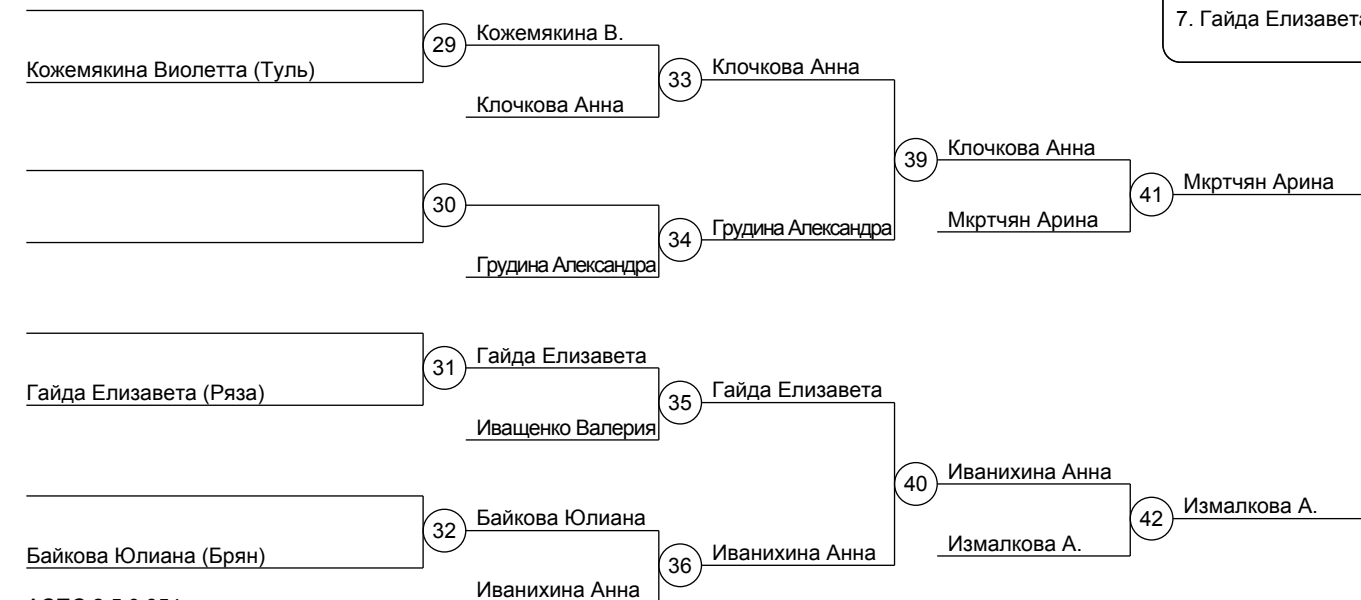 7. Гайда Елизавета
29
Кожемякина В.
Кожемякина Виолетта (Туль)
33
Клочкова Анна
Клочкова Анна
39
Клочкова Анна
41
Мкртчян Арина
30
34
Грудина Александра
Мкртчян Арина
Грудина Александра
31
Гайда Елизавета
Гайда Елизавета (Ряза)
35
Гайда Елизавета
Иващенко Валерия
40
Иванихина Анна
42
Измалкова А.
32
Байкова Юлиана
Байкова Юлиана (Брян)
36
Иванихина Анна
Измалкова А.
Иванихина Анна